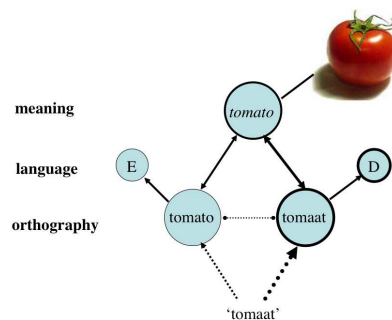 meaning
tomato
language
E
D
orthography
tomato
tomaat
'tomaat'